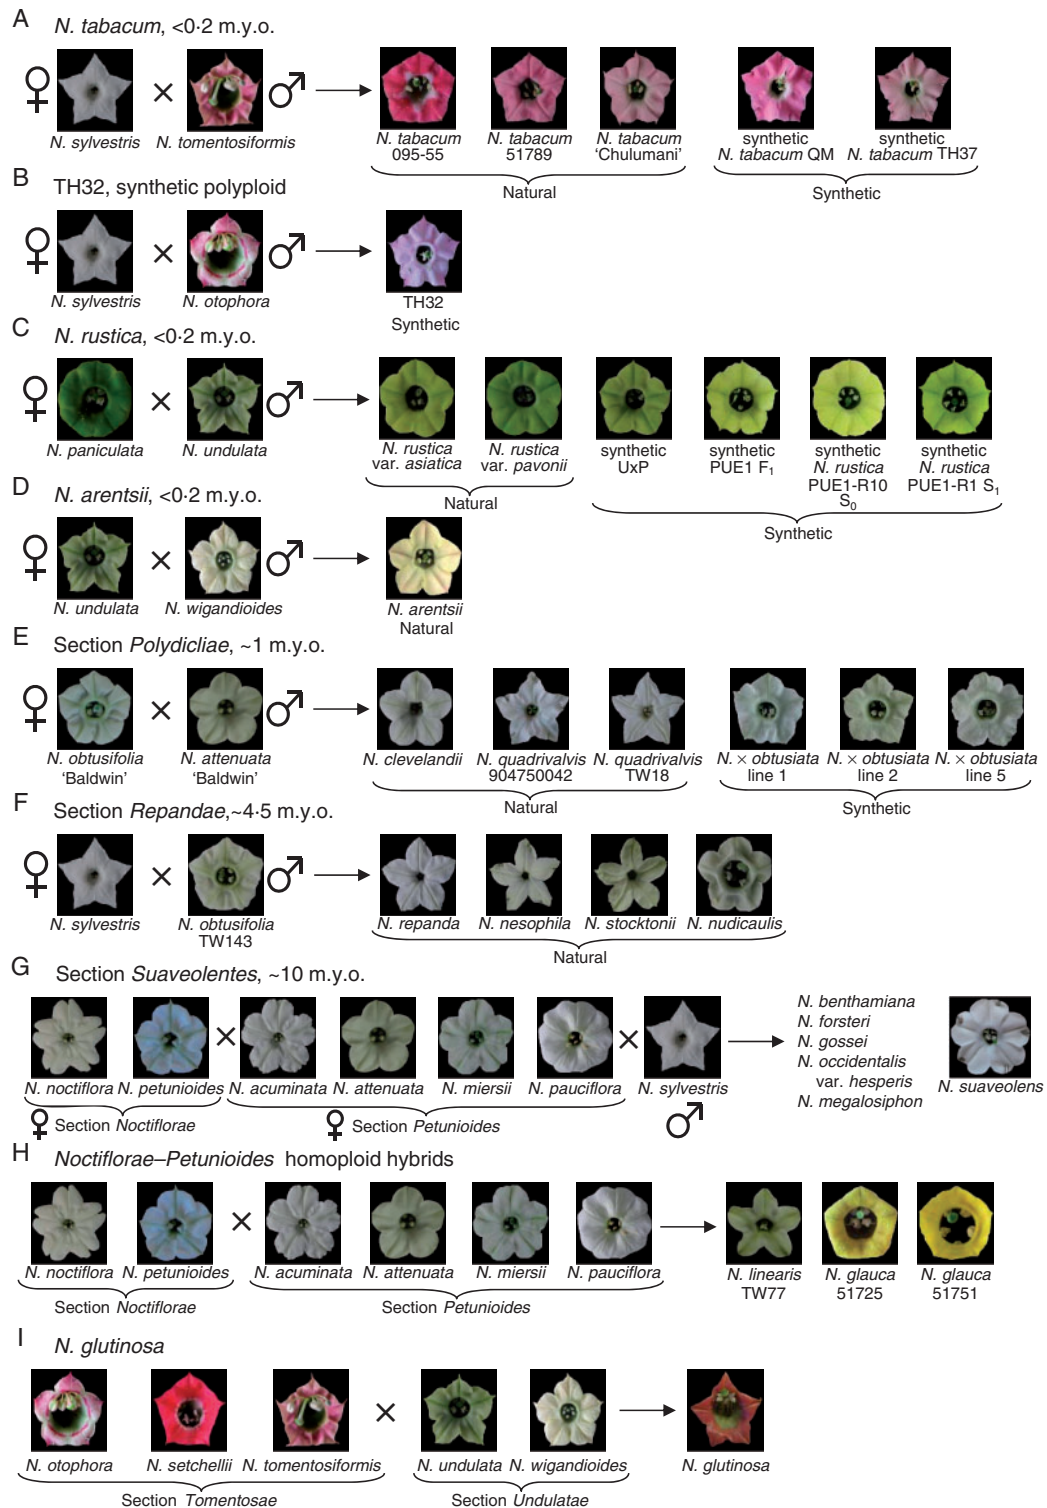 A N. tabacum, <0·2 m.y.o.
N. sylvestris N. tomentosiformis
N. tabacum 095-55
N. tabacum 51789
N. tabacum 'Chulumani'
synthetic N. tabacum QM
synthetic N. tabacum TH37
Natural
Synthetic
B TH32, synthetic polyploid
N. sylvestris N. otophora
TH32
Synthetic
C N. rustica, <0·2 m.y.o.
N. paniculata N. undulata
N. rustica var. asiatica
N. rustica var. pavonii
synthetic UxP
synthetic PUE1 F1
synthetic N. rustica PUE1-R10 S0
synthetic N. rustica PUE1-R1 S1
Natural
Synthetic
D N. arentsii, <0·2 m.y.o.
N. undulata N. wigandioides
N. arentsii
Natural
E Section Polydicliae, ~1 m.y.o.
N. obtusifolia 'Baldwin'
N. attenuata 'Baldwin'
N. clevelandii
N. quadrivalvis 904750042
N. quadrivalvis TW18
N. × obtusiata line 1
N. × obtusiata line 2
N. × obtusiata line 5
Natural
Synthetic
F Section Repandae,~4·5 m.y.o.
N. sylvestris
N. obtusifolia TW143
N. repanda N. nesophila N. stocktonii N. nudicaulis
Natural
G Section Suaveolentes, ~10 m.y.o.
N. noctiflora N. petunioides N. acuminata N. attenuata N. miersii N. pauciflora N. sylvestris
Section Noctiflorae
Section Petunioides
N. benthamiana
N. forsteri
N. gossei
N. occidentalis
var. hesperis
N. megalosiphon
N. suaveolens
H Noctiflorae–Petunioides homoploid hybrids
N. noctiflora N. petunioides N. acuminata N. attenuata N. miersii N. pauciflora
Section Noctiflorae
Section Petunioides
N. linearis TW77
N. glauca 51725
N. glauca 51751
I N. glutinosa
N. otophora N. setchellii N. tomentosiformis N. undulata N. wigandioides N. glutinosa
Section Tomentosae
Section Undulatae